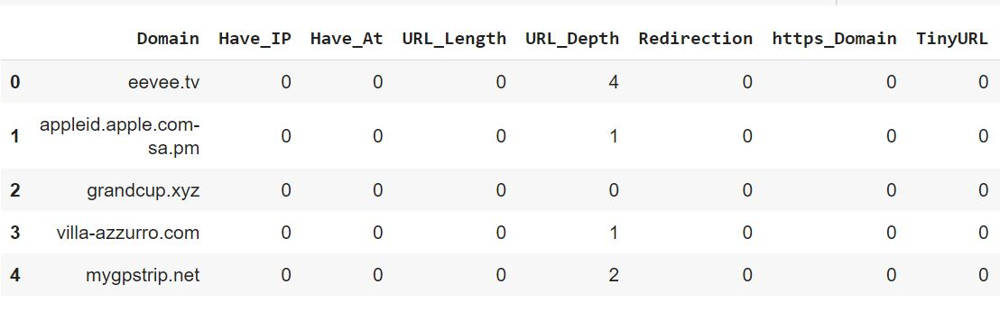 Domain Have_IP Have_At URL_Length URL_Depth Redirection https_Domain TinyURL
0 eevee.tv 0 0 0 4 0 0 0
1 appleid.apple.com-
sa.pm 0 0 0 1 0 0 0
2 grandcup.xyz 0 0 0 0 0 0 0
3 villa-azzurro.com 0 0 0 1 0 0 0
4 mygpstrip.net 0 0 0 2 0 0 0